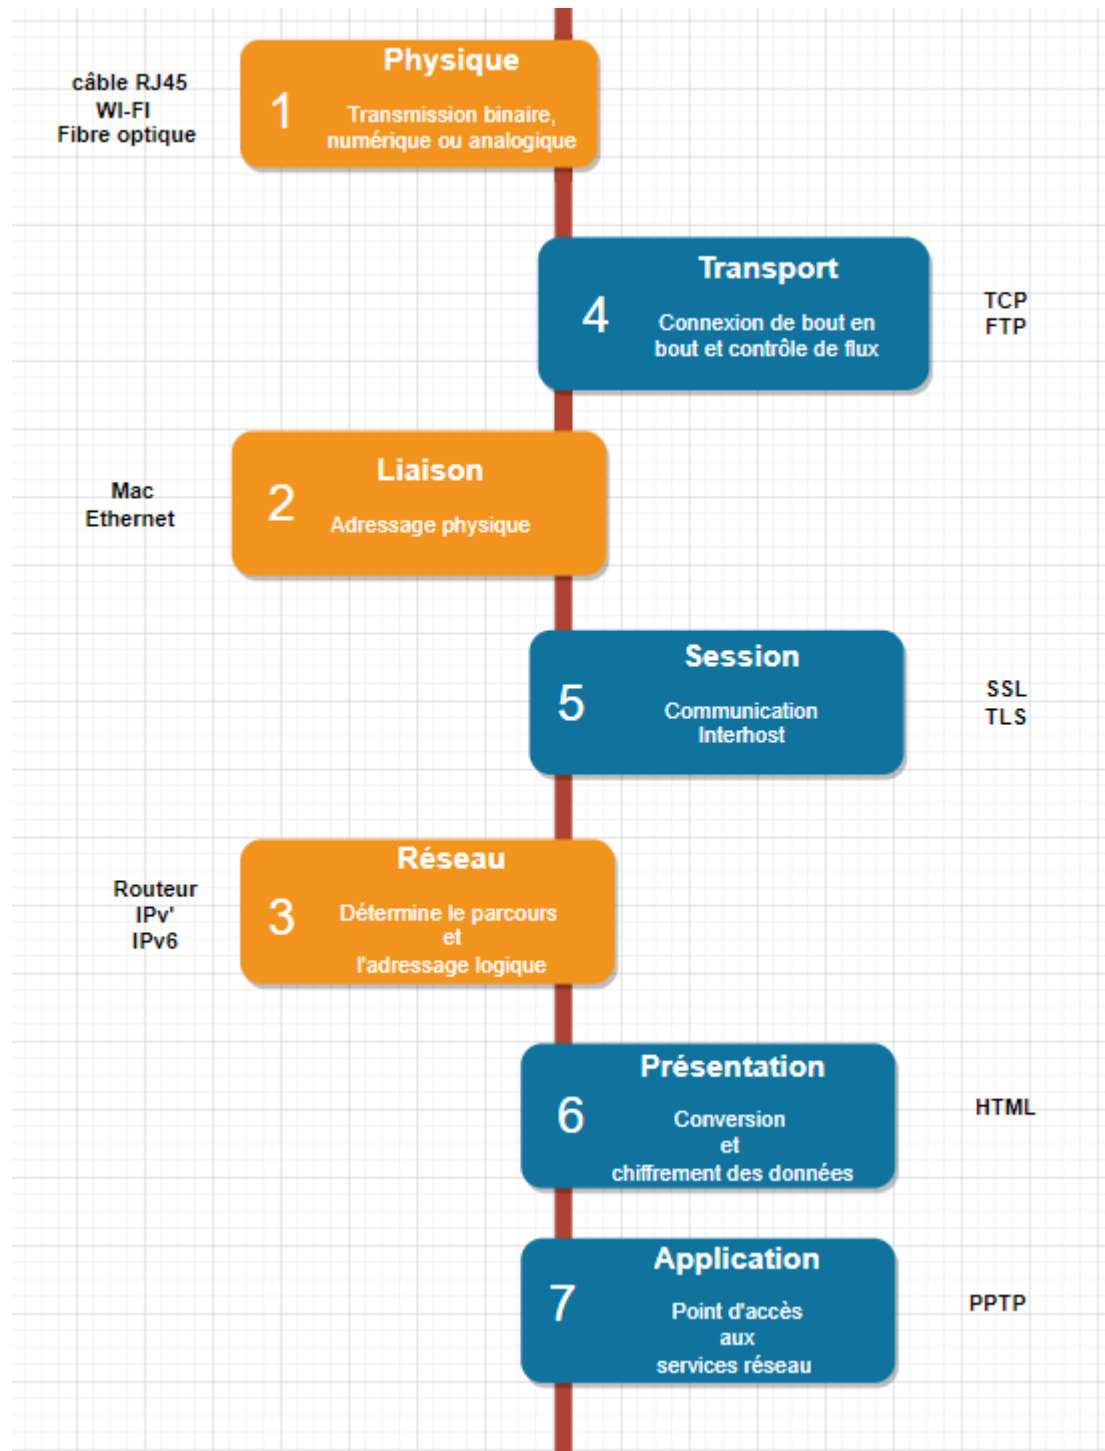 Physique
câble RJ45
WI-FI
Fibre optique
1
Transmission binaire,
numérique ou analogique
Transport
4
Connexion de bout en
bout et contrôle de flux
TCP
FTP
Liaison
Mac
Ethernet
2
Adressage physique
Session
5
Communication
Interhost
SSL
TLS
Réseau
Routeur
IPv'
IPv6
3
Détermine le parcours
et
l'adressage logique
Présentation
6
Conversion
et
chiffrement des données
HTML
Application
7
Point d'accès
aux
services réseau
PPTP